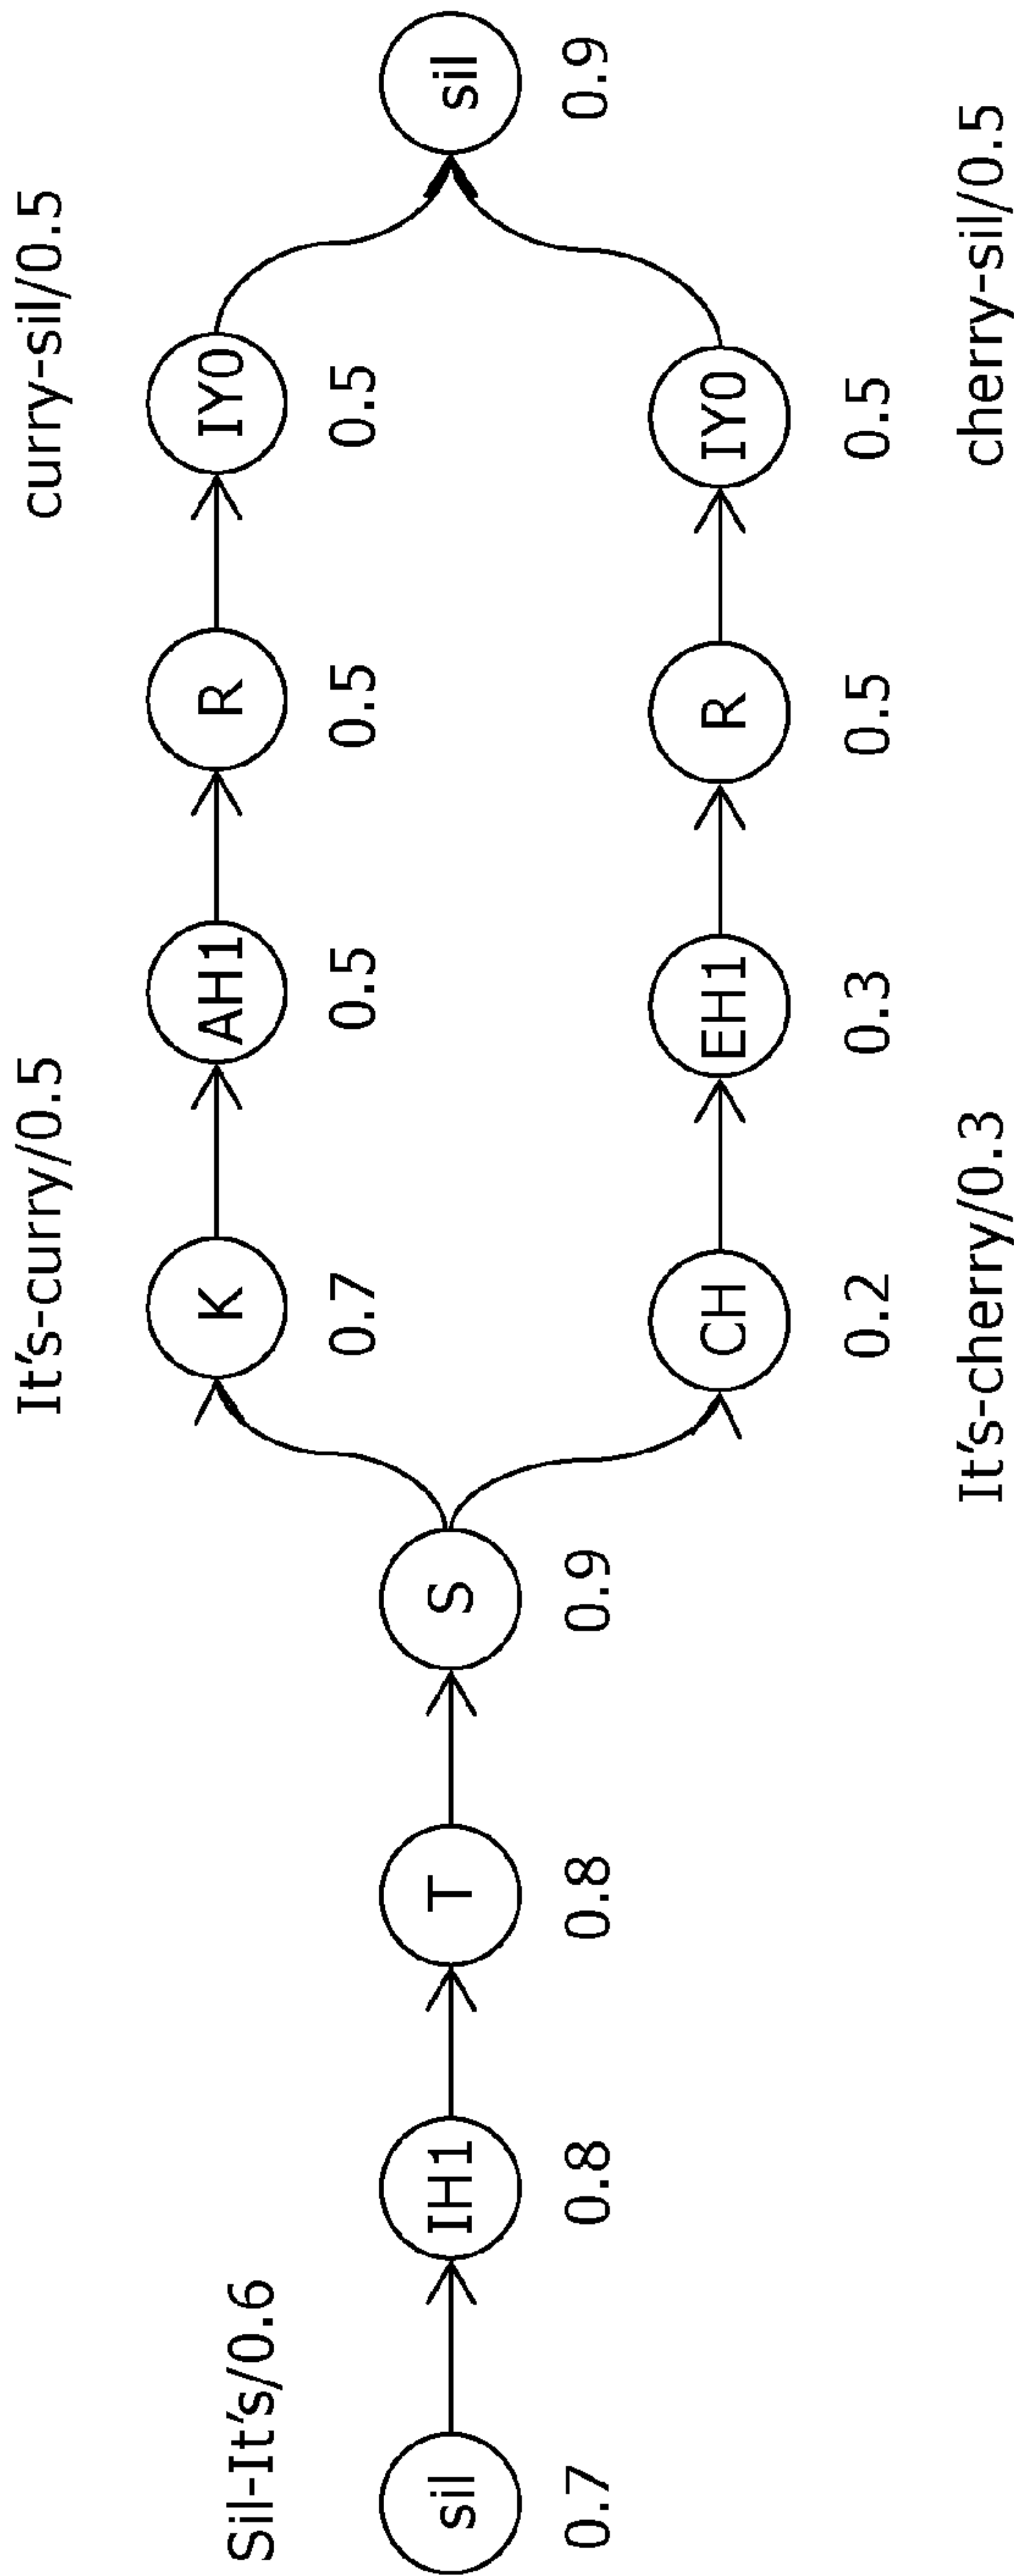 It’s-curry/0.5
curry-sil/0.5
K
AH1
R
IY0
0.7
0.5
0.5
0.5
Sil-It’s/0.6
sil
IH1
T
S
sil
0.7
0.8
0.8
0.9
0.9
CH
EH1
R
IY0
0.2
0.3
0.5
0.5
It’s-cherry/0.3
cherry-sil/0.5